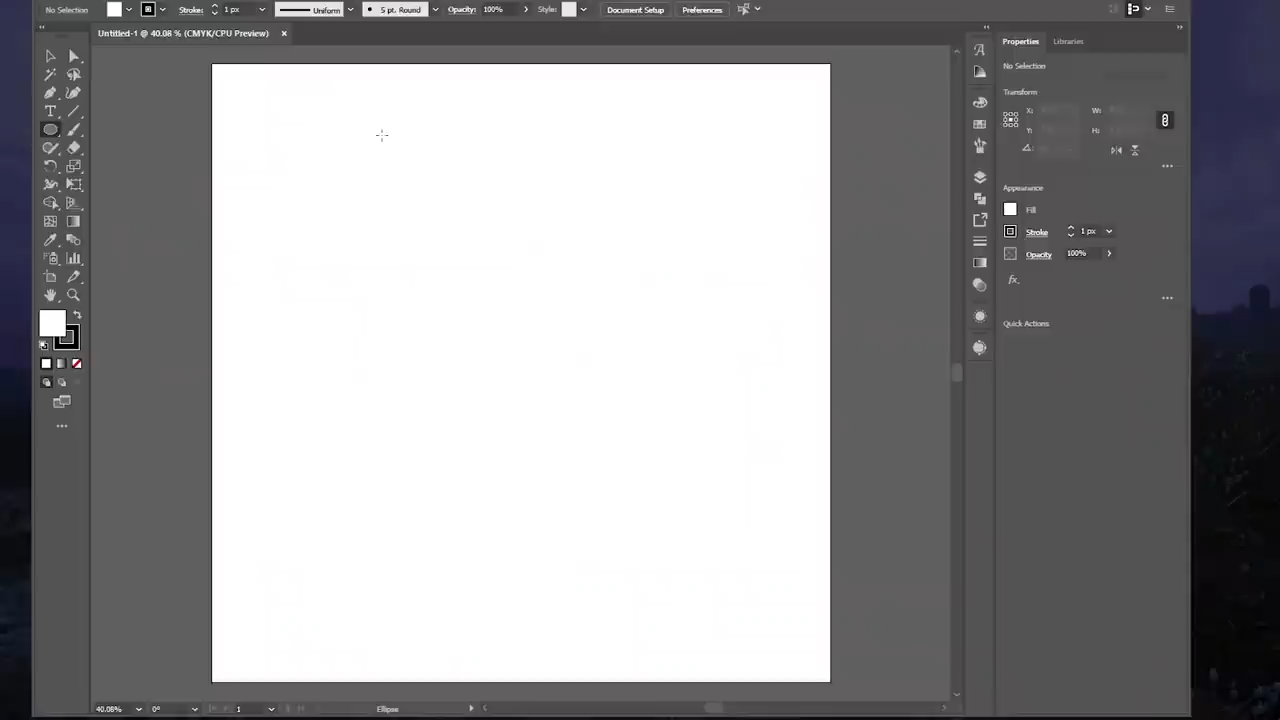 No Selection Stroke: 1 px Uniform 5 pt. Round Opacity: 100% Style: Document Setup Preferences
Untitled-1 @ 40.08 % (CMYK/CPU Preview) ×
Properties Libraries
No Selection
Transform
X: W:
Y: H:
Appearance
Fill
Stroke 1 px
Opacity 100%
fx.
Quick Actions
40.08% 0° 1 Ellipse